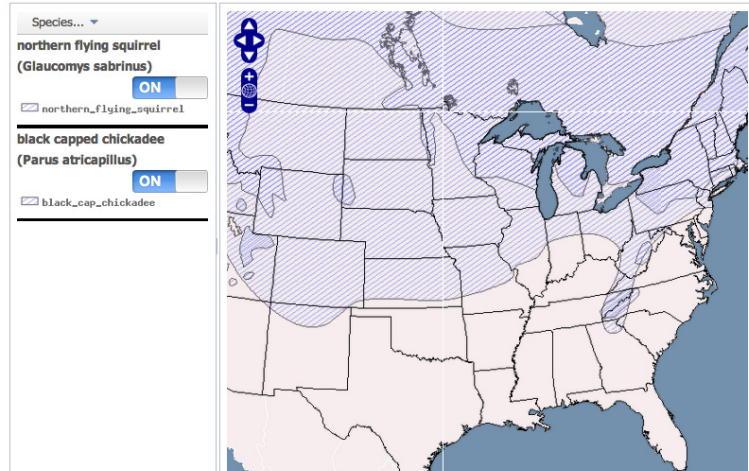 Species...
northern flying squirrel
(Glaucomys sabrinus)
ON
northern_flying_squirrel
black capped chickadee
(Parus atricapillus)
ON
black_cap_chickadee